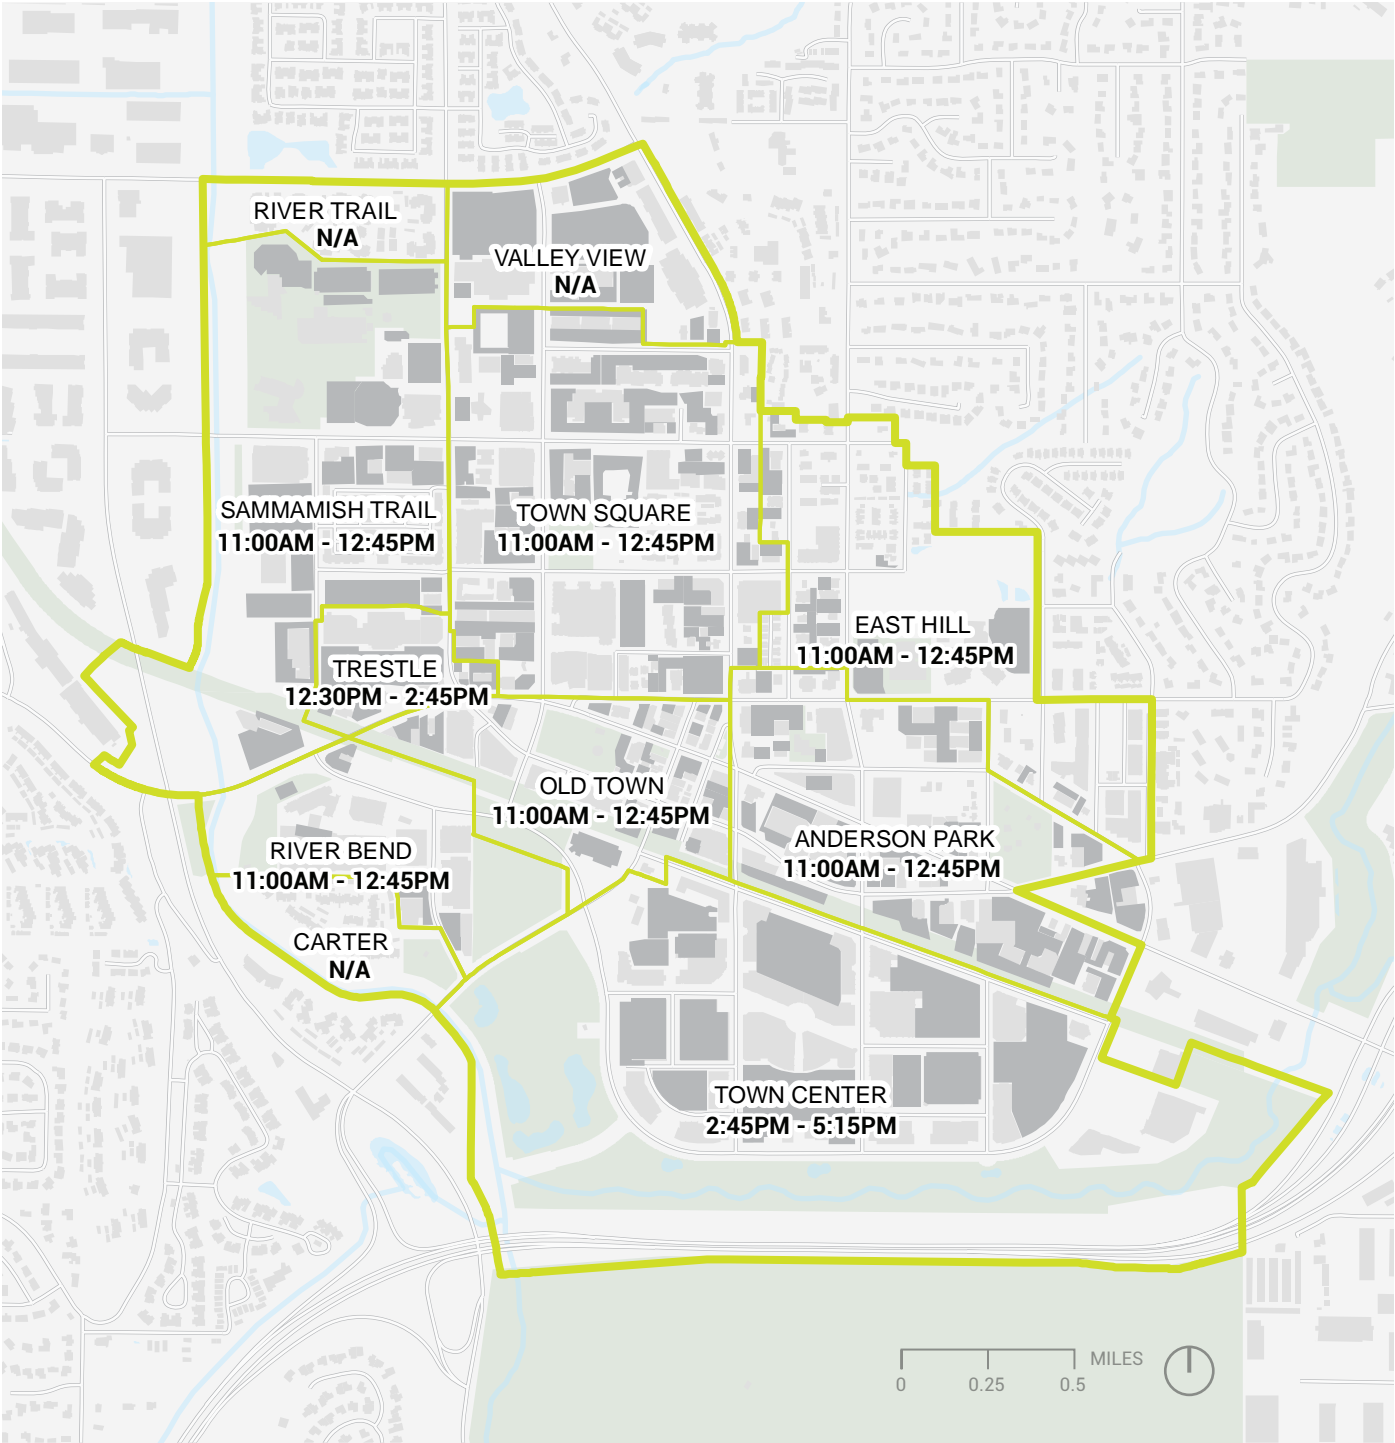 RIVER TRAIL
N/A
VALLEY VIEW
N/A
SAMMAMISH TRAIL
11:00AM - 12:45PM
TOWN SQUARE
11:00AM - 12:45PM
EAST HILL
11:00AM - 12:45PM
TRESTLE
12:30PM - 2:45PM
OLD TOWN
11:00AM - 12:45PM
ANDERSON PARK
11:00AM - 12:45PM
RIVER BEND
11:00AM - 12:45PM
CARTER
N/A
TOWN CENTER
2:45PM - 5:15PM
MILES
0 0.25 0.5